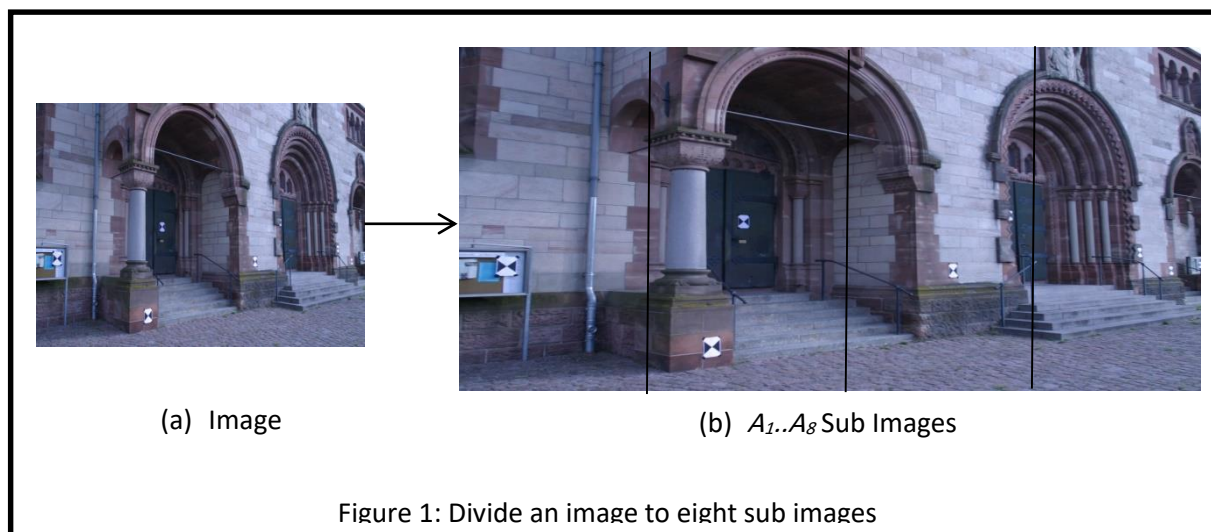 (a) Image
(b) A₁..A₈ Sub Images
Figure 1: Divide an image to eight sub images